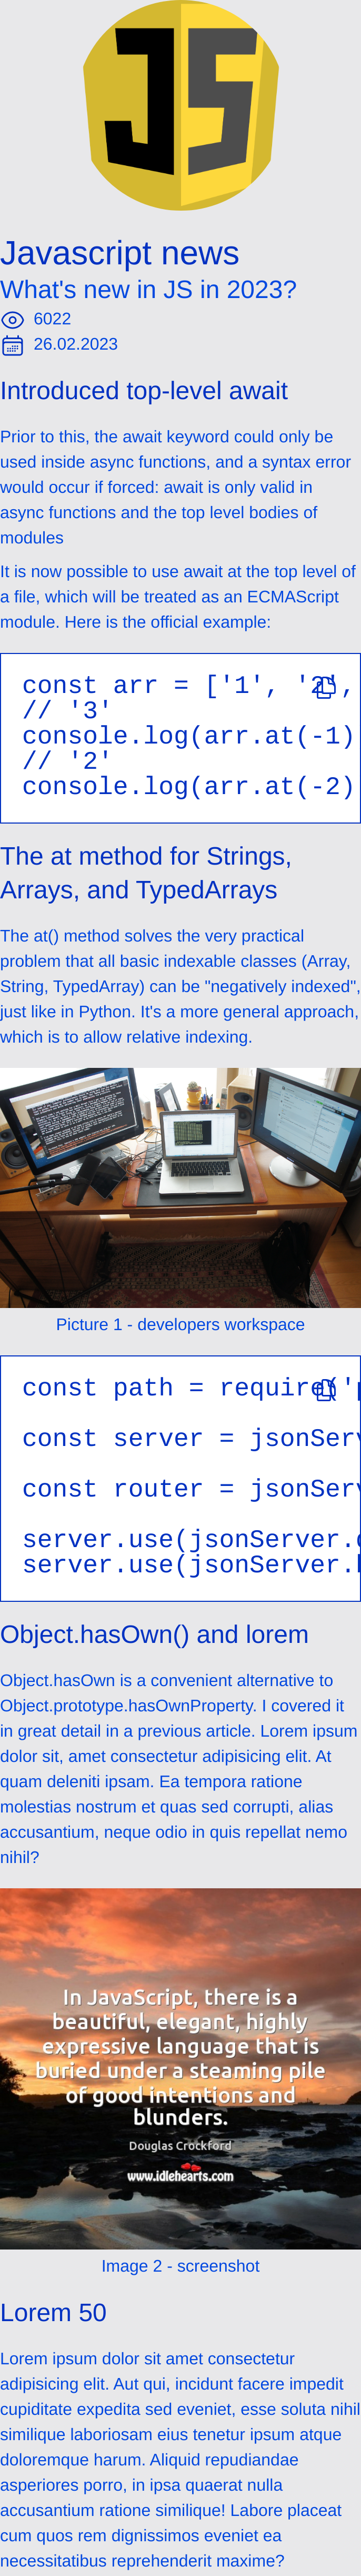 JS
Javascript news
What's new in JS in 2023?
6022
26.02.2023
Introduced top-level await
Prior to this, the await keyword could only be
used inside async functions, and a syntax error
would occur if forced: await is only valid in
async functions and the top level bodies of
modules
It is now possible to use await at the top level of
a file, which will be treated as an ECMAScript
module. Here is the official example:
const arr = ['1', '2',
// '3'
console.log(arr.at(-1)
// '2'
console.log(arr.at(-2)
The at method for Strings,
Arrays, and TypedArrays
The at() method solves the very practical
problem that all basic indexable classes (Array,
String, TypedArray) can be "negatively indexed",
just like in Python. It's a more general approach,
which is to allow relative indexing.
Picture 1 - developers workspace
const path = require('p
const server = jsonServ
const router = jsonServ
server.use(jsonServer.
server.use(jsonServer.
Object.hasOwn() and lorem
Object.hasOwn is a convenient alternative to
Object.prototype.hasOwnProperty. I covered it
in great detail in a previous article. Lorem ipsum
dolor sit, amet consectetur adipisicing elit. At
quam deleniti ipsam. Ea tempora ratione
molestias nostrum et quas sed corrupti, alias
accusantium, neque odio in quis repellat nemo
nihil?
In JavaScript, there is a
beautiful, elegant, highly
expressive language that is
buried under a steaming pile
of good intentions and
blunders.
Douglas Crockford
www.idlehearts.com
Image 2 - screenshot
Lorem 50
Lorem ipsum dolor sit amet consectetur
adipisicing elit. Aut qui, incidunt facere impedit
cupiditate expedita sed eveniet, esse soluta nihil
similique laboriosam eius tenetur ipsum atque
doloremque harum. Aliquid repudiandae
asperiores porro, in ipsa quaerat nulla
accusantium ratione similique! Labore placeat
cum quos rem dignissimos eveniet ea
necessitatibus reprehenderit maxime?